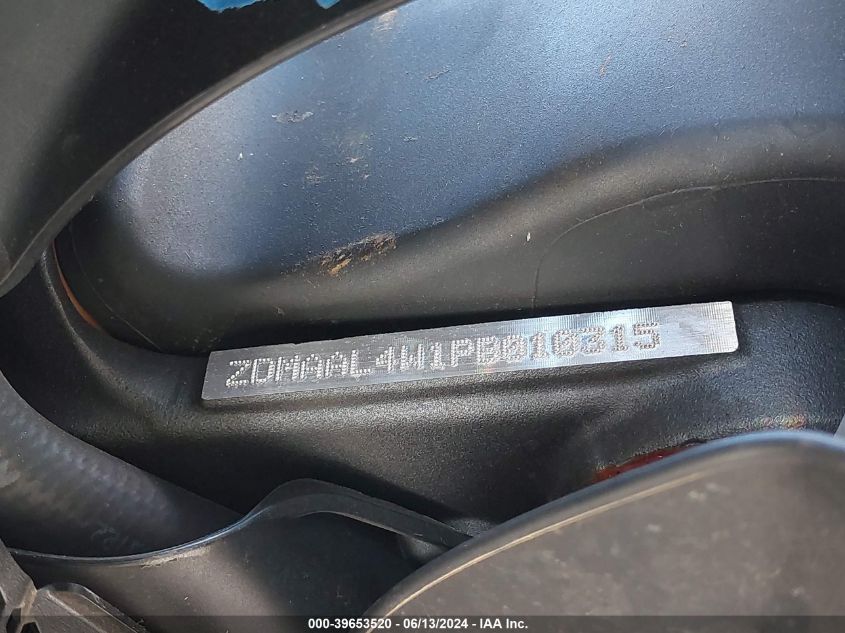 ZDMAAL4W1PB010315
000-39653520 - 06/13/2024 - IAA Inc.